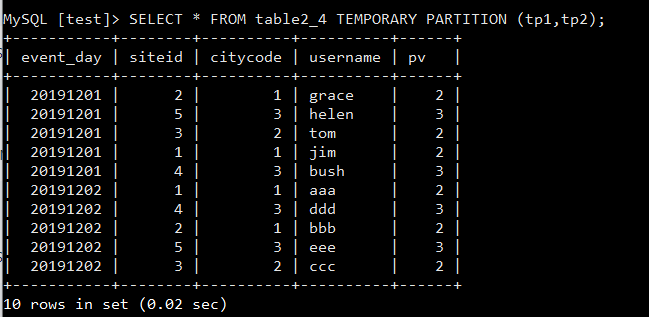 MySQL [test]> SELECT * FROM table2_4 TEMPORARY PARTITION (tp1,tp2);
+-----------+--------+----------+----------+------+
| event_day | siteid | citycode | username | pv   |
+-----------+--------+----------+----------+------+
|  20191201 |      2 |        1 | grace    |    2 |
|  20191201 |      5 |        3 | helen    |    3 |
|  20191201 |      3 |        2 | tom      |    2 |
|  20191201 |      1 |        1 | jim      |    2 |
|  20191201 |      4 |        3 | bush     |    3 |
|  20191202 |      1 |        1 | aaa      |    2 |
|  20191202 |      4 |        3 | ddd      |    3 |
|  20191202 |      2 |        1 | bbb      |    2 |
|  20191202 |      5 |        3 | eee      |    3 |
|  20191202 |      3 |        2 | ccc      |    2 |
+-----------+--------+----------+----------+------+
10 rows in set (0.02 sec)